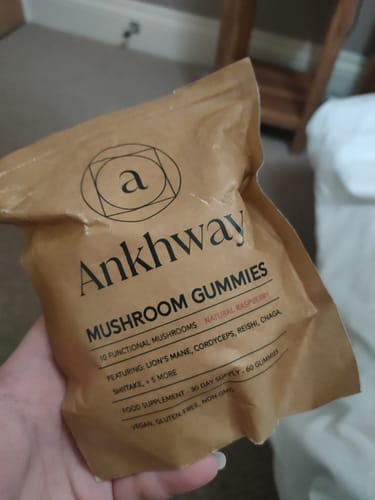 a
Ankhway
MUSHROOM GUMMIES
10 FUNCTIONAL MUSHROOMS NATURAL RASPBERRY
FEATURING: LION'S MANE, CORDYCEPS, REISHI, CHAGA,
SHIITAKE, + 5 MORE
FOOD SUPPLEMENT - 30 DAY SUPPLY - 60 GUMMIES
VEGAN, GLUTEN-FREE, NON-GMO,